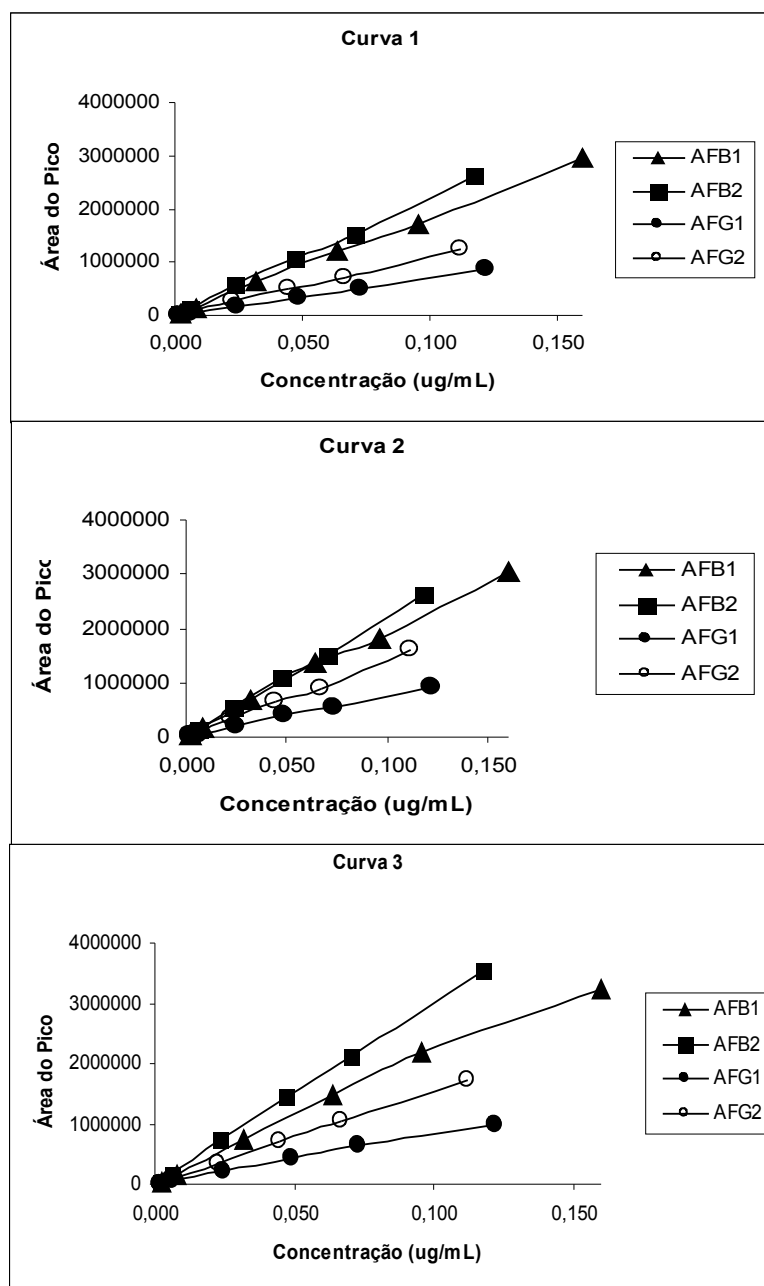 Curva 1
Área do Pico
4000000
3000000
2000000
1000000
0
0,000
0,050
0,100
0,150
Concentração (ug/mL)
AFB1
AFB2
AFG1
AFG2
Curva 2
Área do Picc
4000000
3000000
2000000
1000000
0
0,000
0,050
0,100
0,150
Concentração (ug/mL)
AFB1
AFB2
AFG1
AFG2
Curva 3
Área do Pico
4000000
3000000
2000000
1000000
0
0,000
0,050
0,100
0,150
Concentração (ug/mL)
AFB1
AFB2
AFG1
AFG2